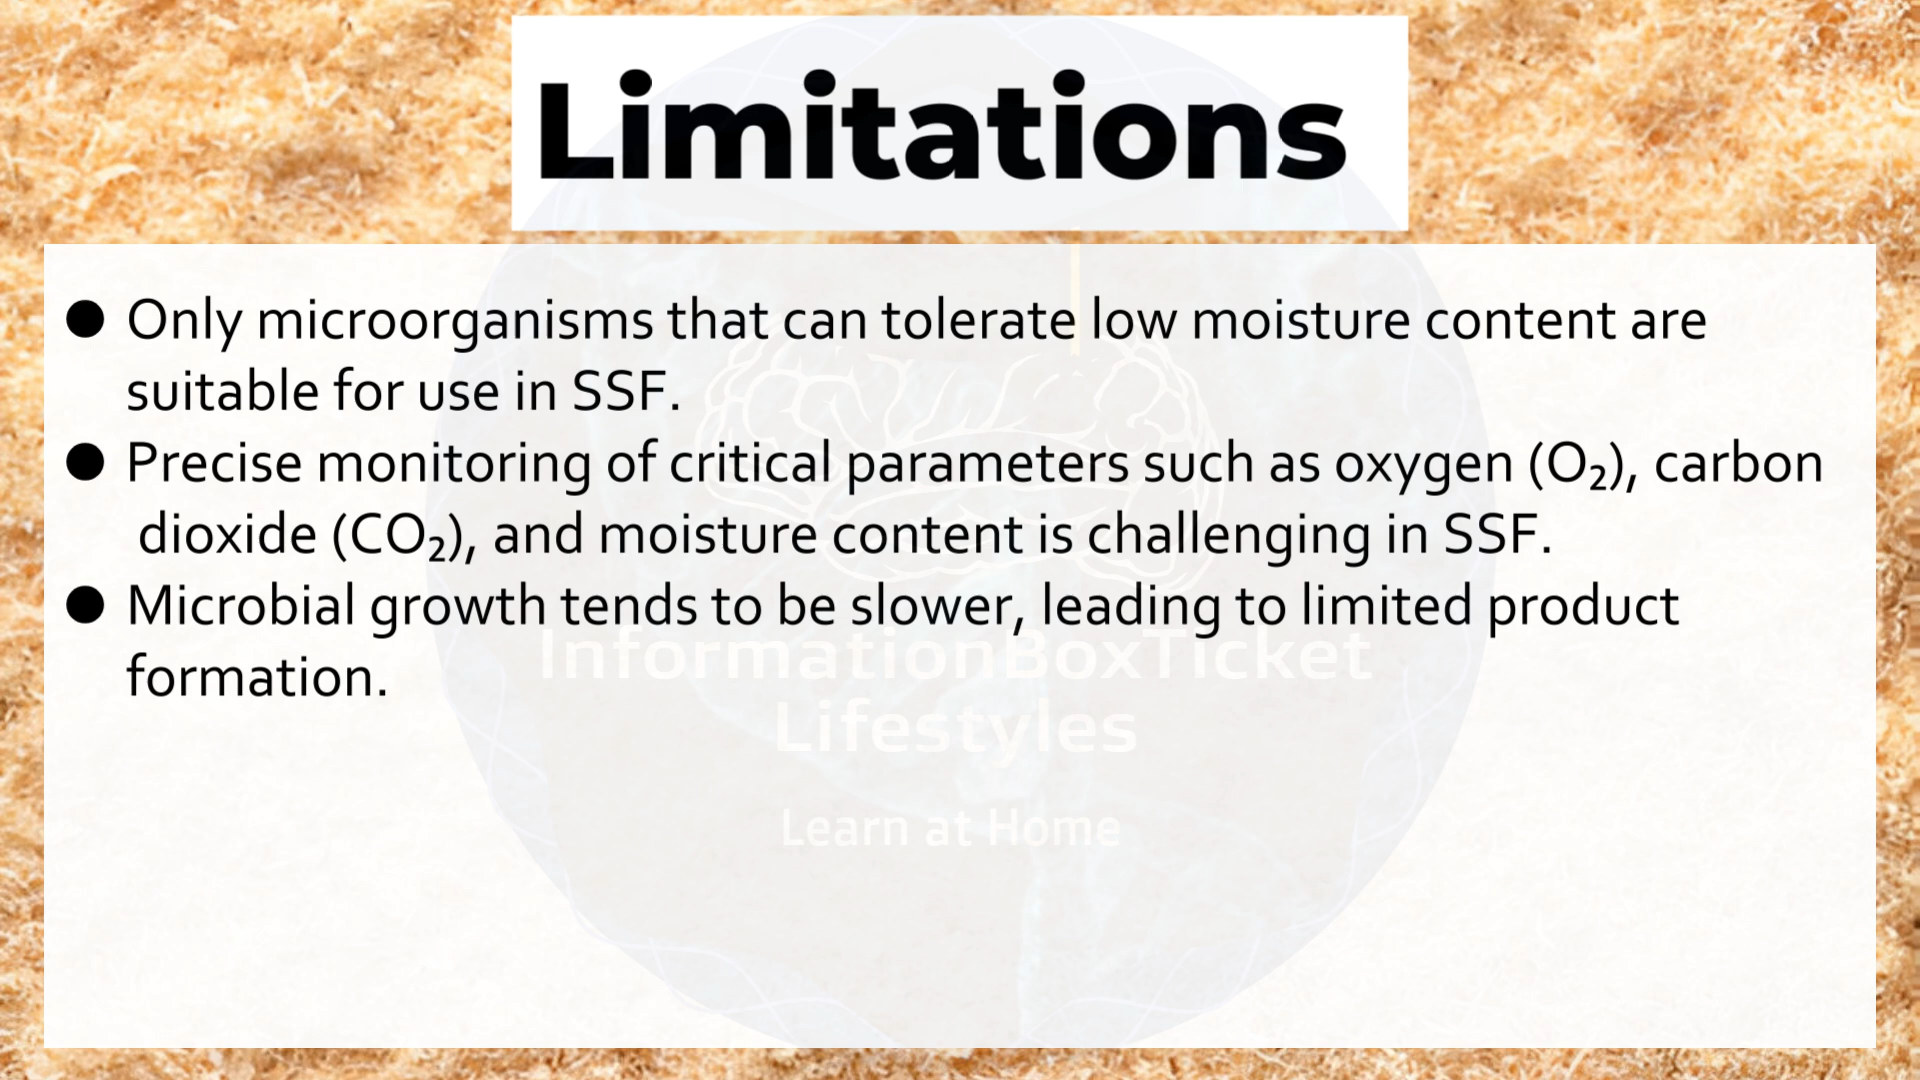 Limitations
● Only microorganisms that can tolerate low moisture content are
suitable for use in SSF.
● Precise monitoring of critical parameters such as oxygen (O₂), carbon
dioxide (CO₂), and moisture content is challenging in SSF.
● Microbial growth tends to be slower, leading to limited product
formation.
InformationBoxTicket
Lifestyles
Learn at Home